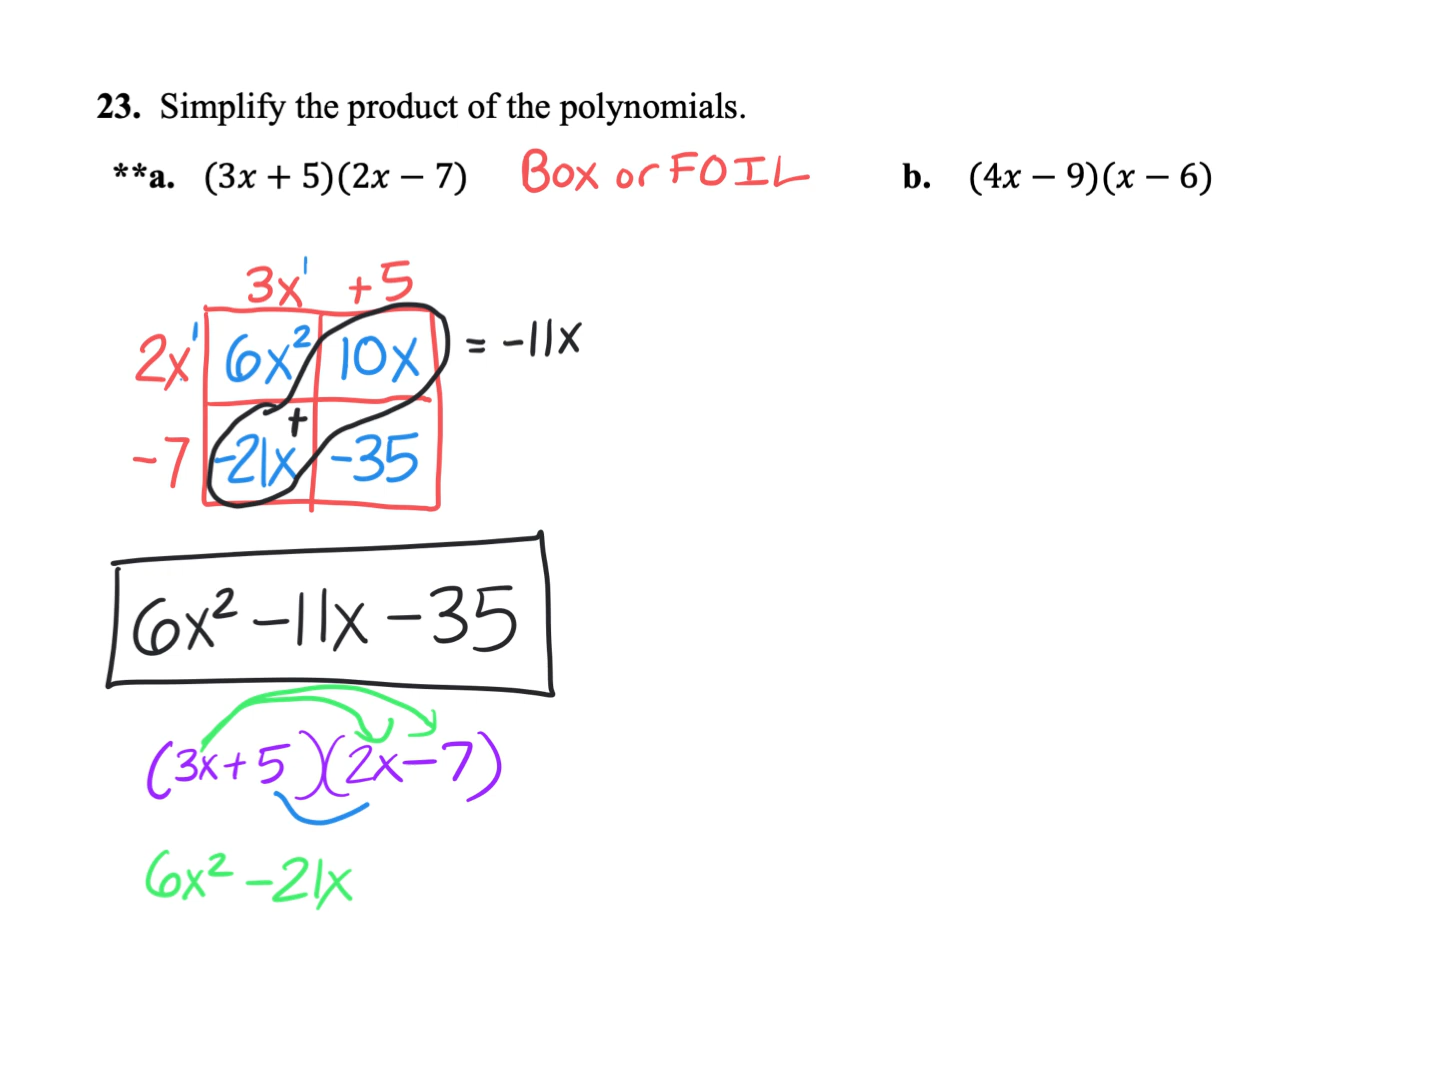 23. Simplify the product of the polynomials.
**a. (3x + 5)(2x − 7) Box or FOIL b. (4x − 9)(x − 6)
3x¹ +5
2x¹ 6x² 10x = -11x
+
-7 -21x -35
6x² -11x -35
(3x+5)(2x-7)
6x² -21x